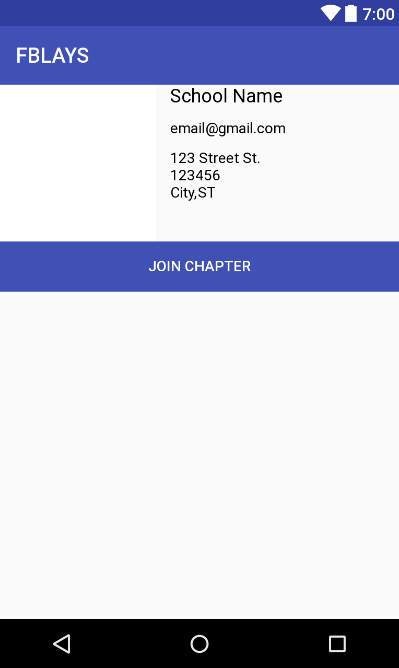 7:00
FBLAYS
School Name
email@gmail.com
123 Street St.
123456
City,ST
JOIN CHAPTER